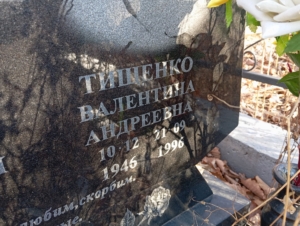 ТИЩЕНКО
ВАЛЕНТИНА
АНДРЕЕВНА
10·12 21·09
1946 - 1996
любим, скорбим.